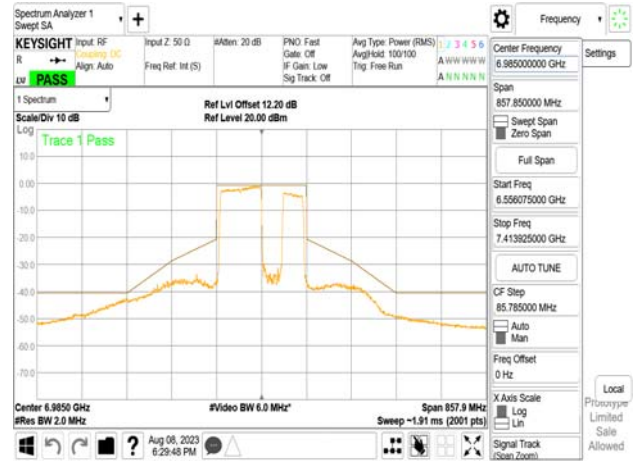 Spectrum Analyzer 1
Swept SA
Frequency
KEYSIGHT
R
LU PASS
Input: RF
Coupling: DC
Align: Auto
Input Z: 50 Ω
Freq Ref: Int (S)
#Atten: 20 dB
PNO: Fast
Gate: Off
IF Gain: Low
Sig Track: Off
Avg Type: Power (RMS)
Avg|Hold: 100/100
Trig: Free Run
1 2 3 4 5 6
A W W W W W
A N N N N N
1 Spectrum
Scale/Div 10 dB
Ref Lvl Offset 12.20 dB
Ref Level 20.00 dBm
Log
Trace 1 Pass
10.0
0.00
-10.0
-20.0
-30.0
-40.0
-50.0
-60.0
-70.0
Center 6.9850 GHz
#Res BW 2.0 MHz
#Video BW 6.0 MHz*
Span 857.9 MHz
Sweep ~1.91 ms (2001 pts)
Aug 08, 2023
6:29:48 PM
Center Frequency
6.985000000 GHz
Settings
Span
857.850000 MHz
Swept Span
Zero Span
Full Span
Start Freq
6.556075000 GHz
Stop Freq
7.413925000 GHz
AUTO TUNE
CF Step
85.785000 MHz
Auto
Man
Freq Offset
0 Hz
X Axis Scale
Log
Lin
Signal Track
(Span Zoom)
Local
Prototype
Limited
Sale
Allowed